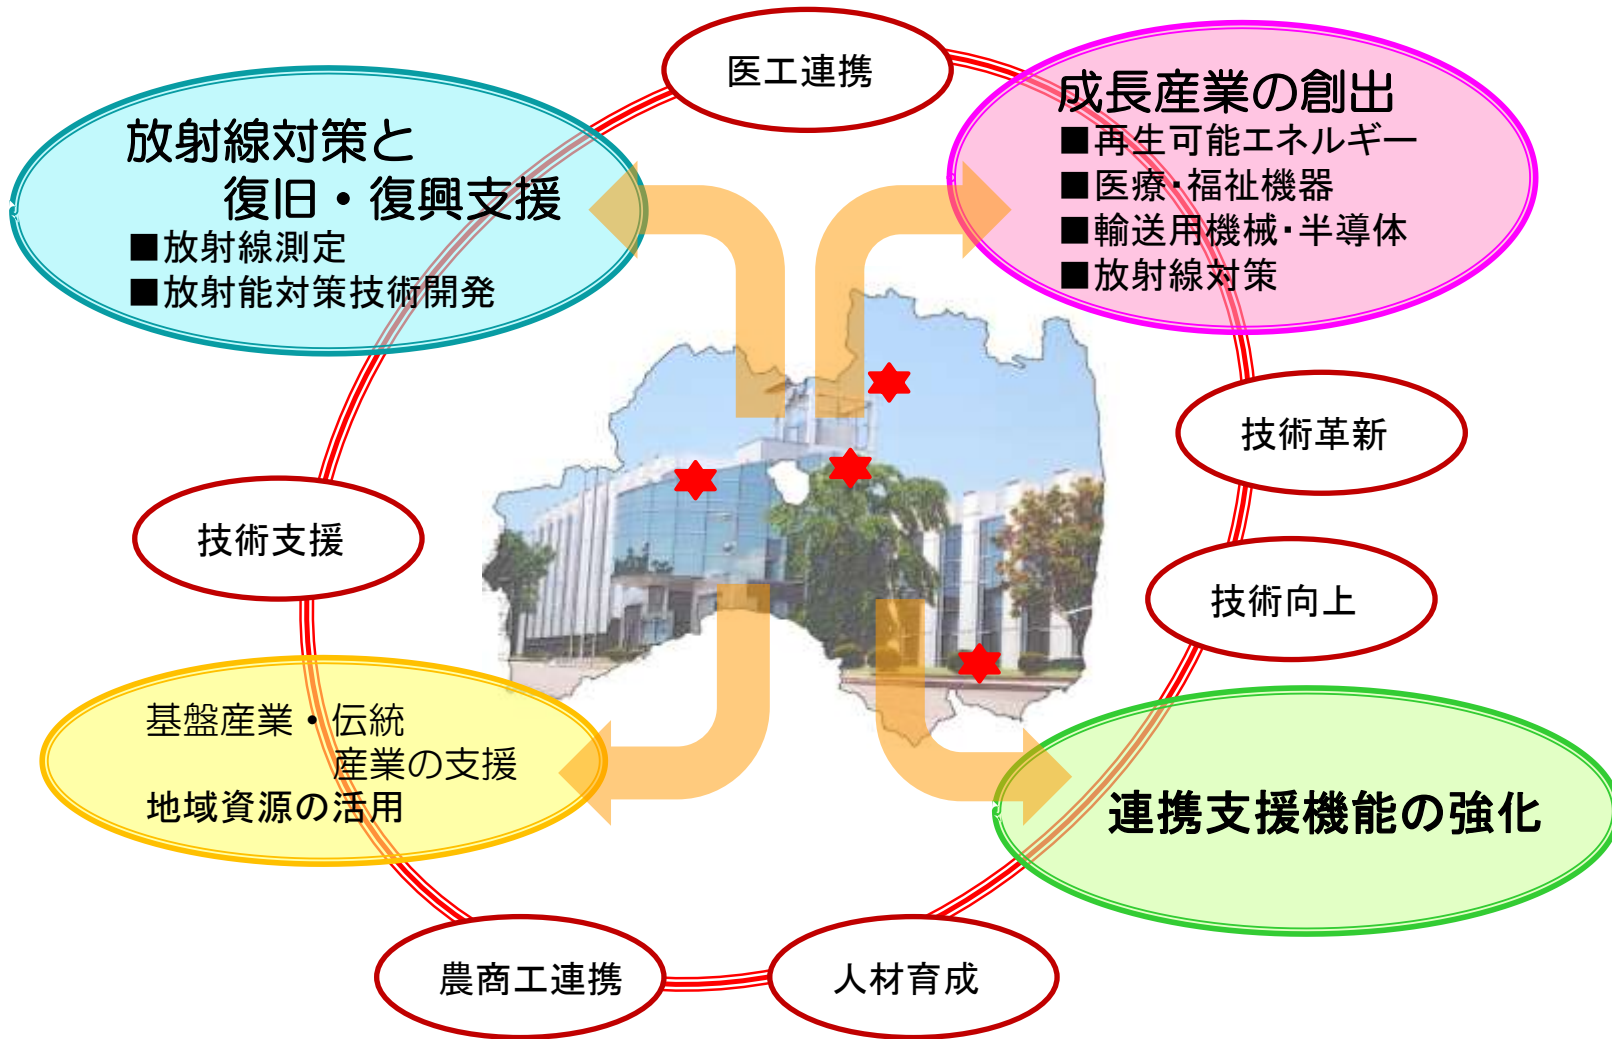 医工連携
成長産業の創出
■再生可能エネルギー
■医療・福祉機器
■輸送用機械・半導体
■放射線対策
放射線対策と
復旧・復興支援
■放射線測定
■放射能対策技術開発
技術革新
技術支援
技術向上
基盤産業・伝統
産業の支援
地域資源の活用
連携支援機能の強化
農商工連携
人材育成